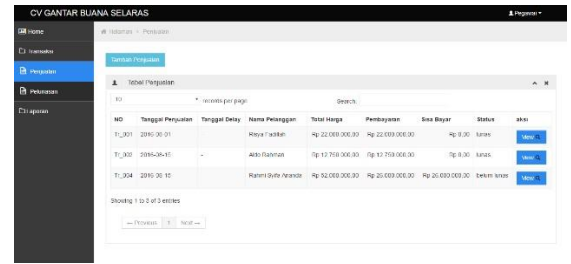 CV GANTAR BUANA SELARAS
Pegawai
Home
Halaman > Penjualan
Transaksi
Tambah Penjualan
Penjualan
Tabel Penjualan
Pelunasan
10 records per page
Search:
Laporan
NO Tanggal Penjualan Tanggal Delay Nama Pelanggan Total Harga Pembayaran Sisa Bayar Status aksi
Tr_001 2016-06-01 - Raya Fadillah Rp 22.000.000,00 Rp 22.000.000,00 Rp 0,00 lunas View
Tr_003 2016-06-15 - Aldo Rahman Rp 12.750.000,00 Rp 12.750.000,00 Rp 0,00 lunas View
Tr_004 2016-06-15 Rahmi Syifa Ananda Rp 52.000.000,00 Rp 26.000.000,00 Rp 26.000.000,00 belum lunas View
Showing 1 to 3 of 3 entries
← Previous 1 Next →